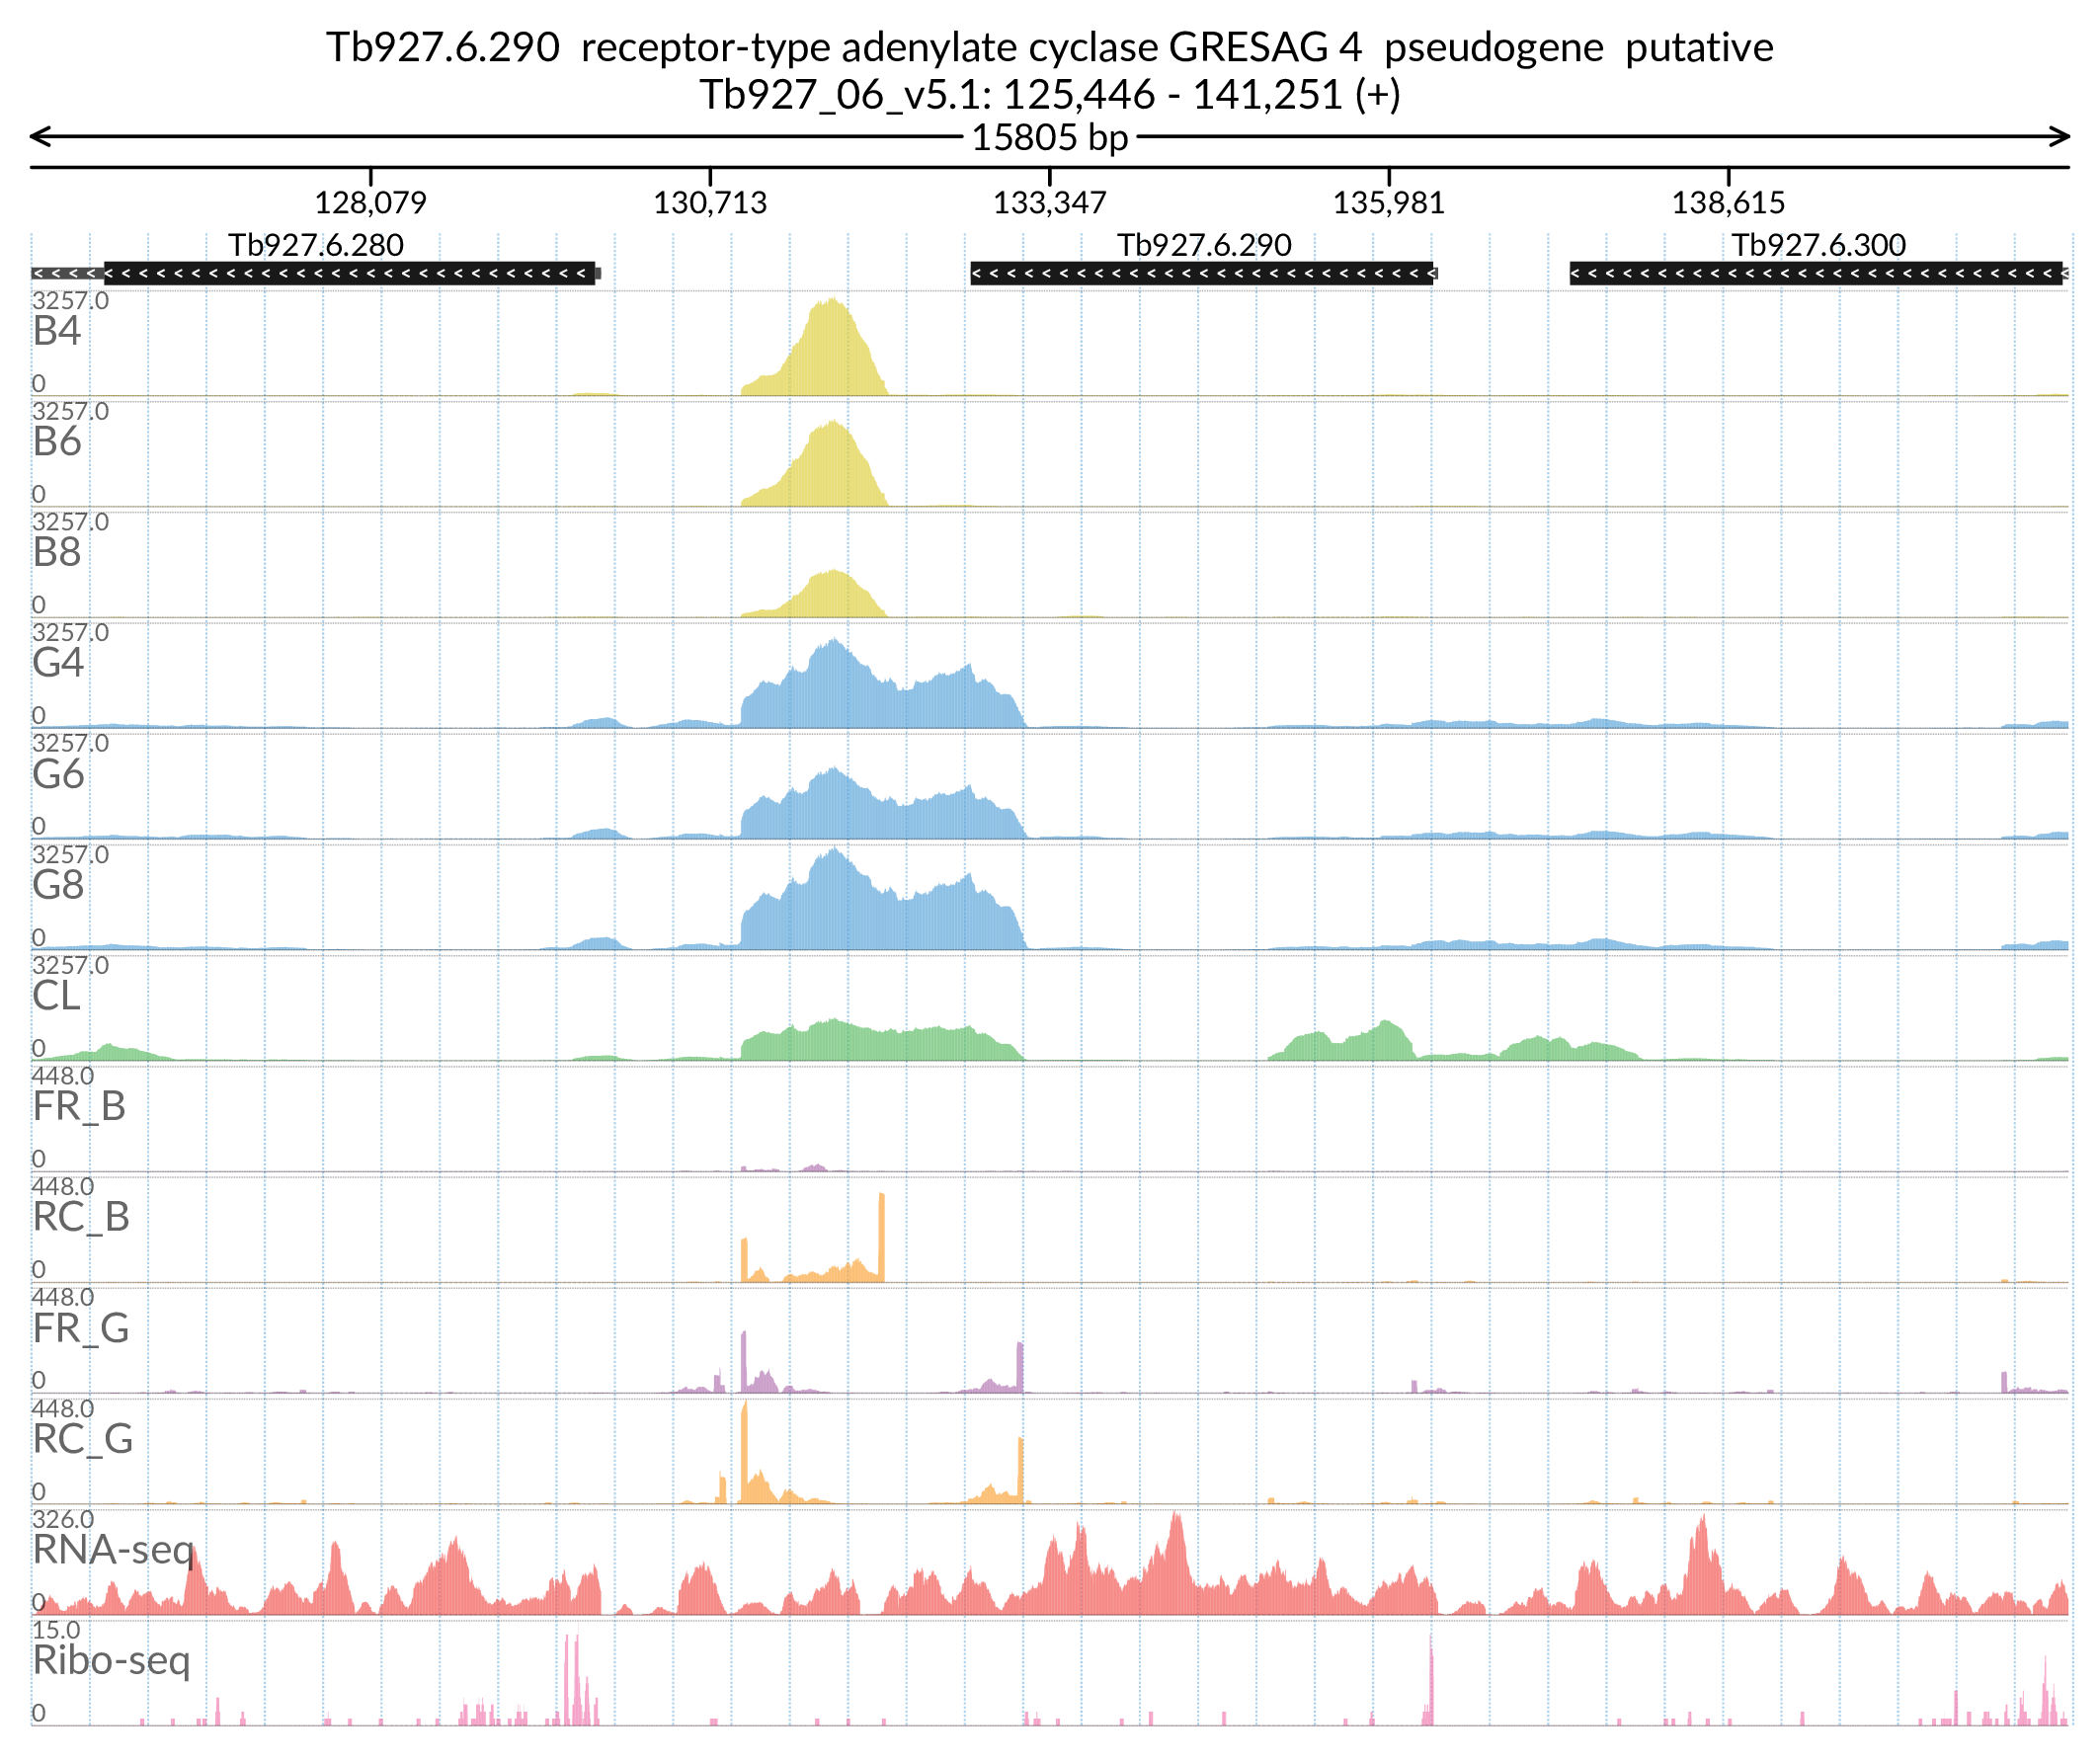 Tb927.6.290 receptor-type adenylate cyclase GRESAG 4 pseudogene putative
Tb927_06_v5.1: 125,446 - 141,251 (+)
15805 bp
128,079 130,713 133,347 135,981 138,615
Tb927.6.280 Tb927.6.290 Tb927.6.300
3257.0
B4
0
3257.0
B6
0
3257.0
B8
0
3257.0
G4
0
3257.0
G6
0
3257.0
G8
0
3257.0
CL
0
448.0
FR_B
0
448.0
RC_B
0
448.0
FR_G
0
448.0
RC_G
0
326.0
RNA-seq
0
15.0
Ribo-seq
0